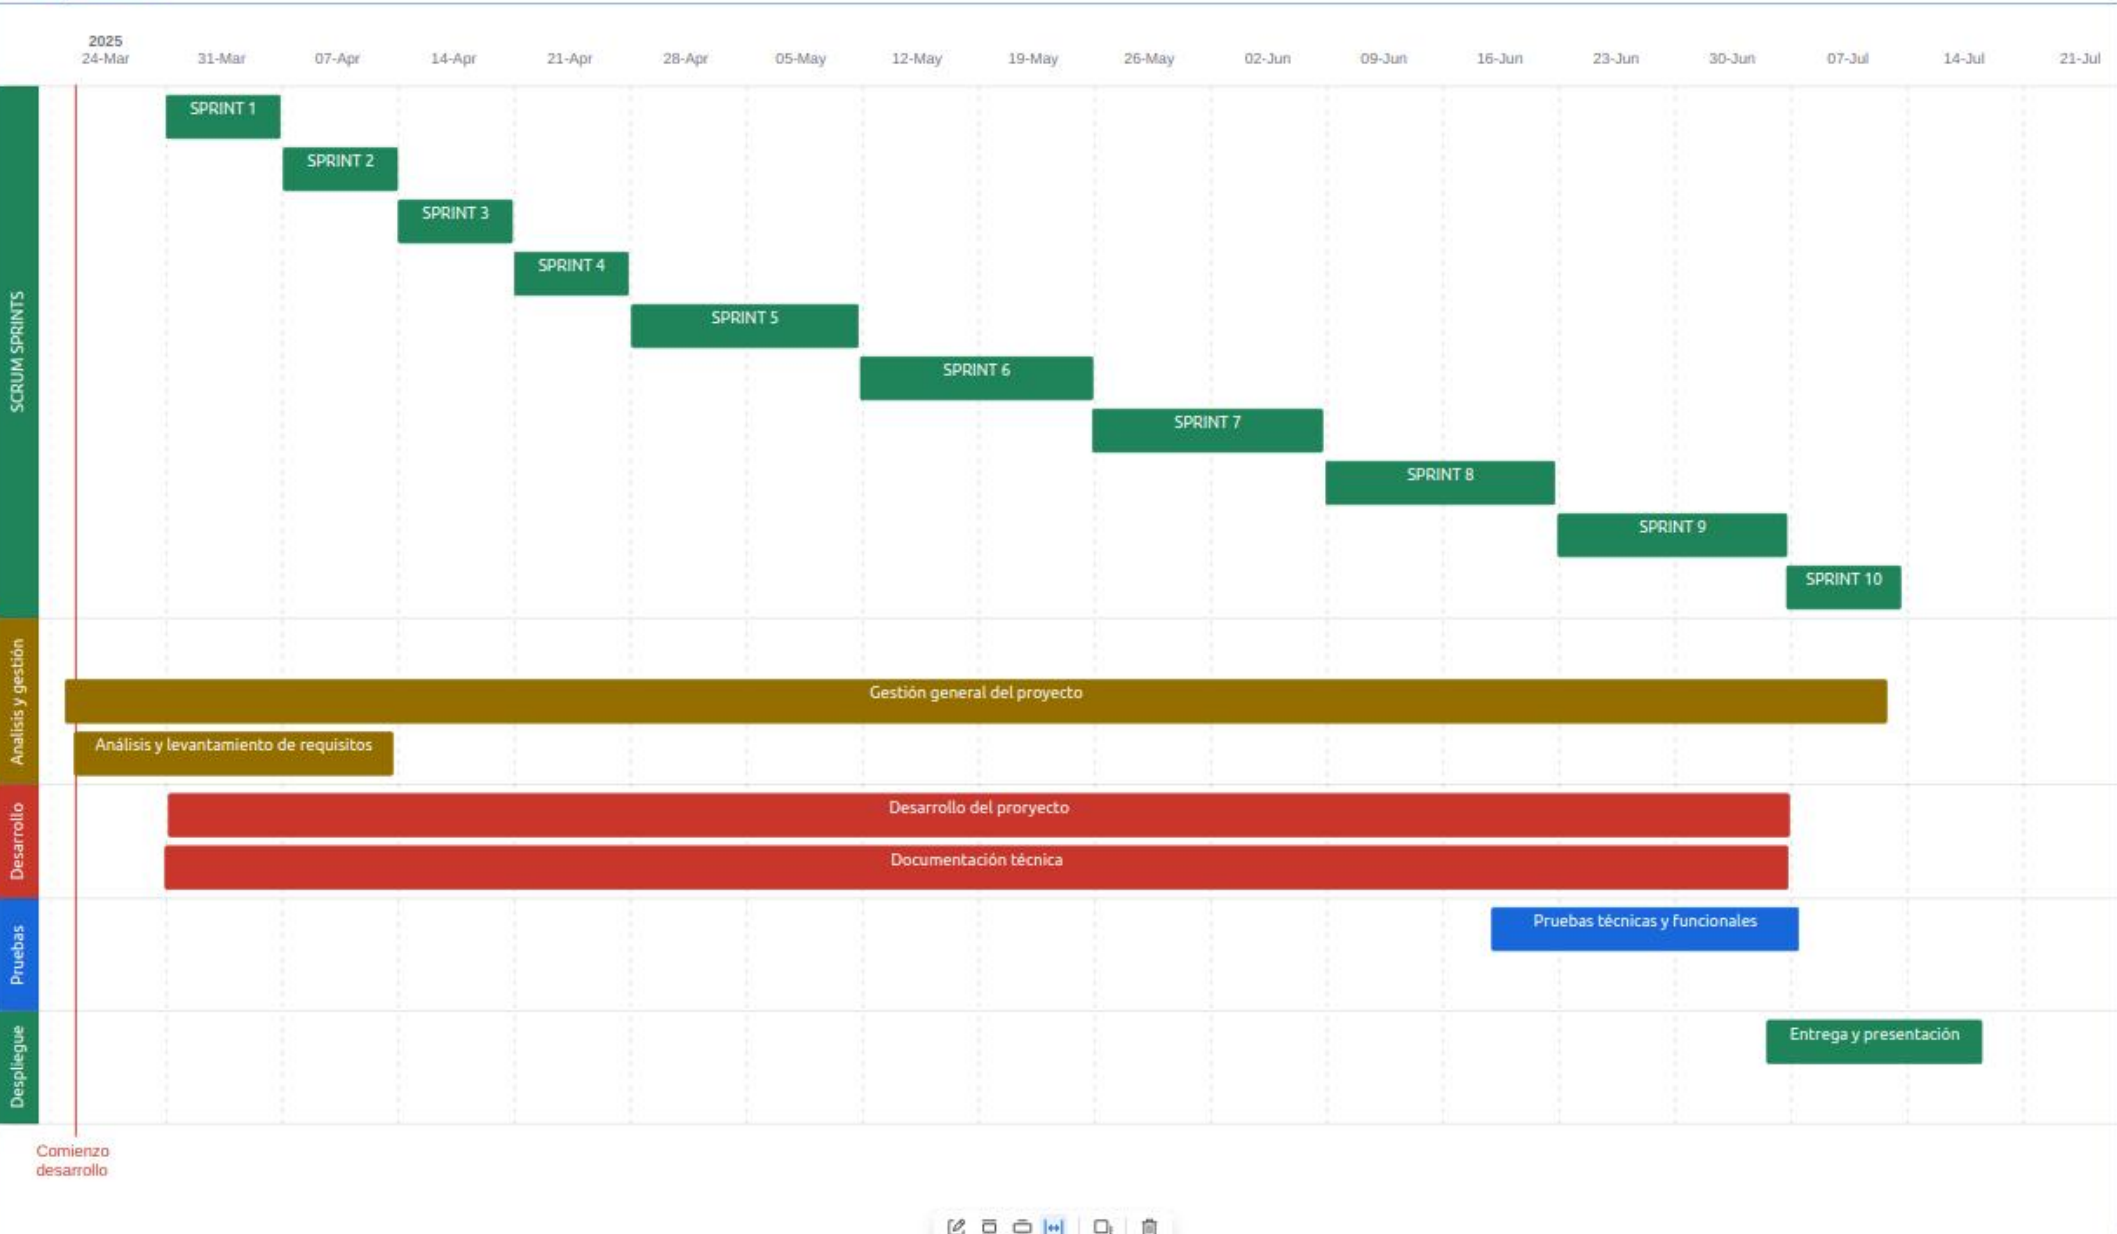 2025
24-Mar 31-Mar 07-Apr 14-Apr 21-Apr 28-Apr 05-May 12-May 19-May 26-May 02-Jun 09-Jun 16-Jun 23-Jun 30-Jun 07-Jul 14-Jul 21-Jul
SCRUM SPRINTS
SPRINT 1
SPRINT 2
SPRINT 3
SPRINT 4
SPRINT 5
SPRINT 6
SPRINT 7
SPRINT 8
SPRINT 9
SPRINT 10
Analisis y gestión
Gestión general del proyecto
Análisis y levantamiento de requisitos
Desarrollo
Desarrollo del proryecto
Documentación técnica
Pruebas
Pruebas técnicas y funcionales
Despliegue
Entrega y presentación
Comienzo
desarrollo